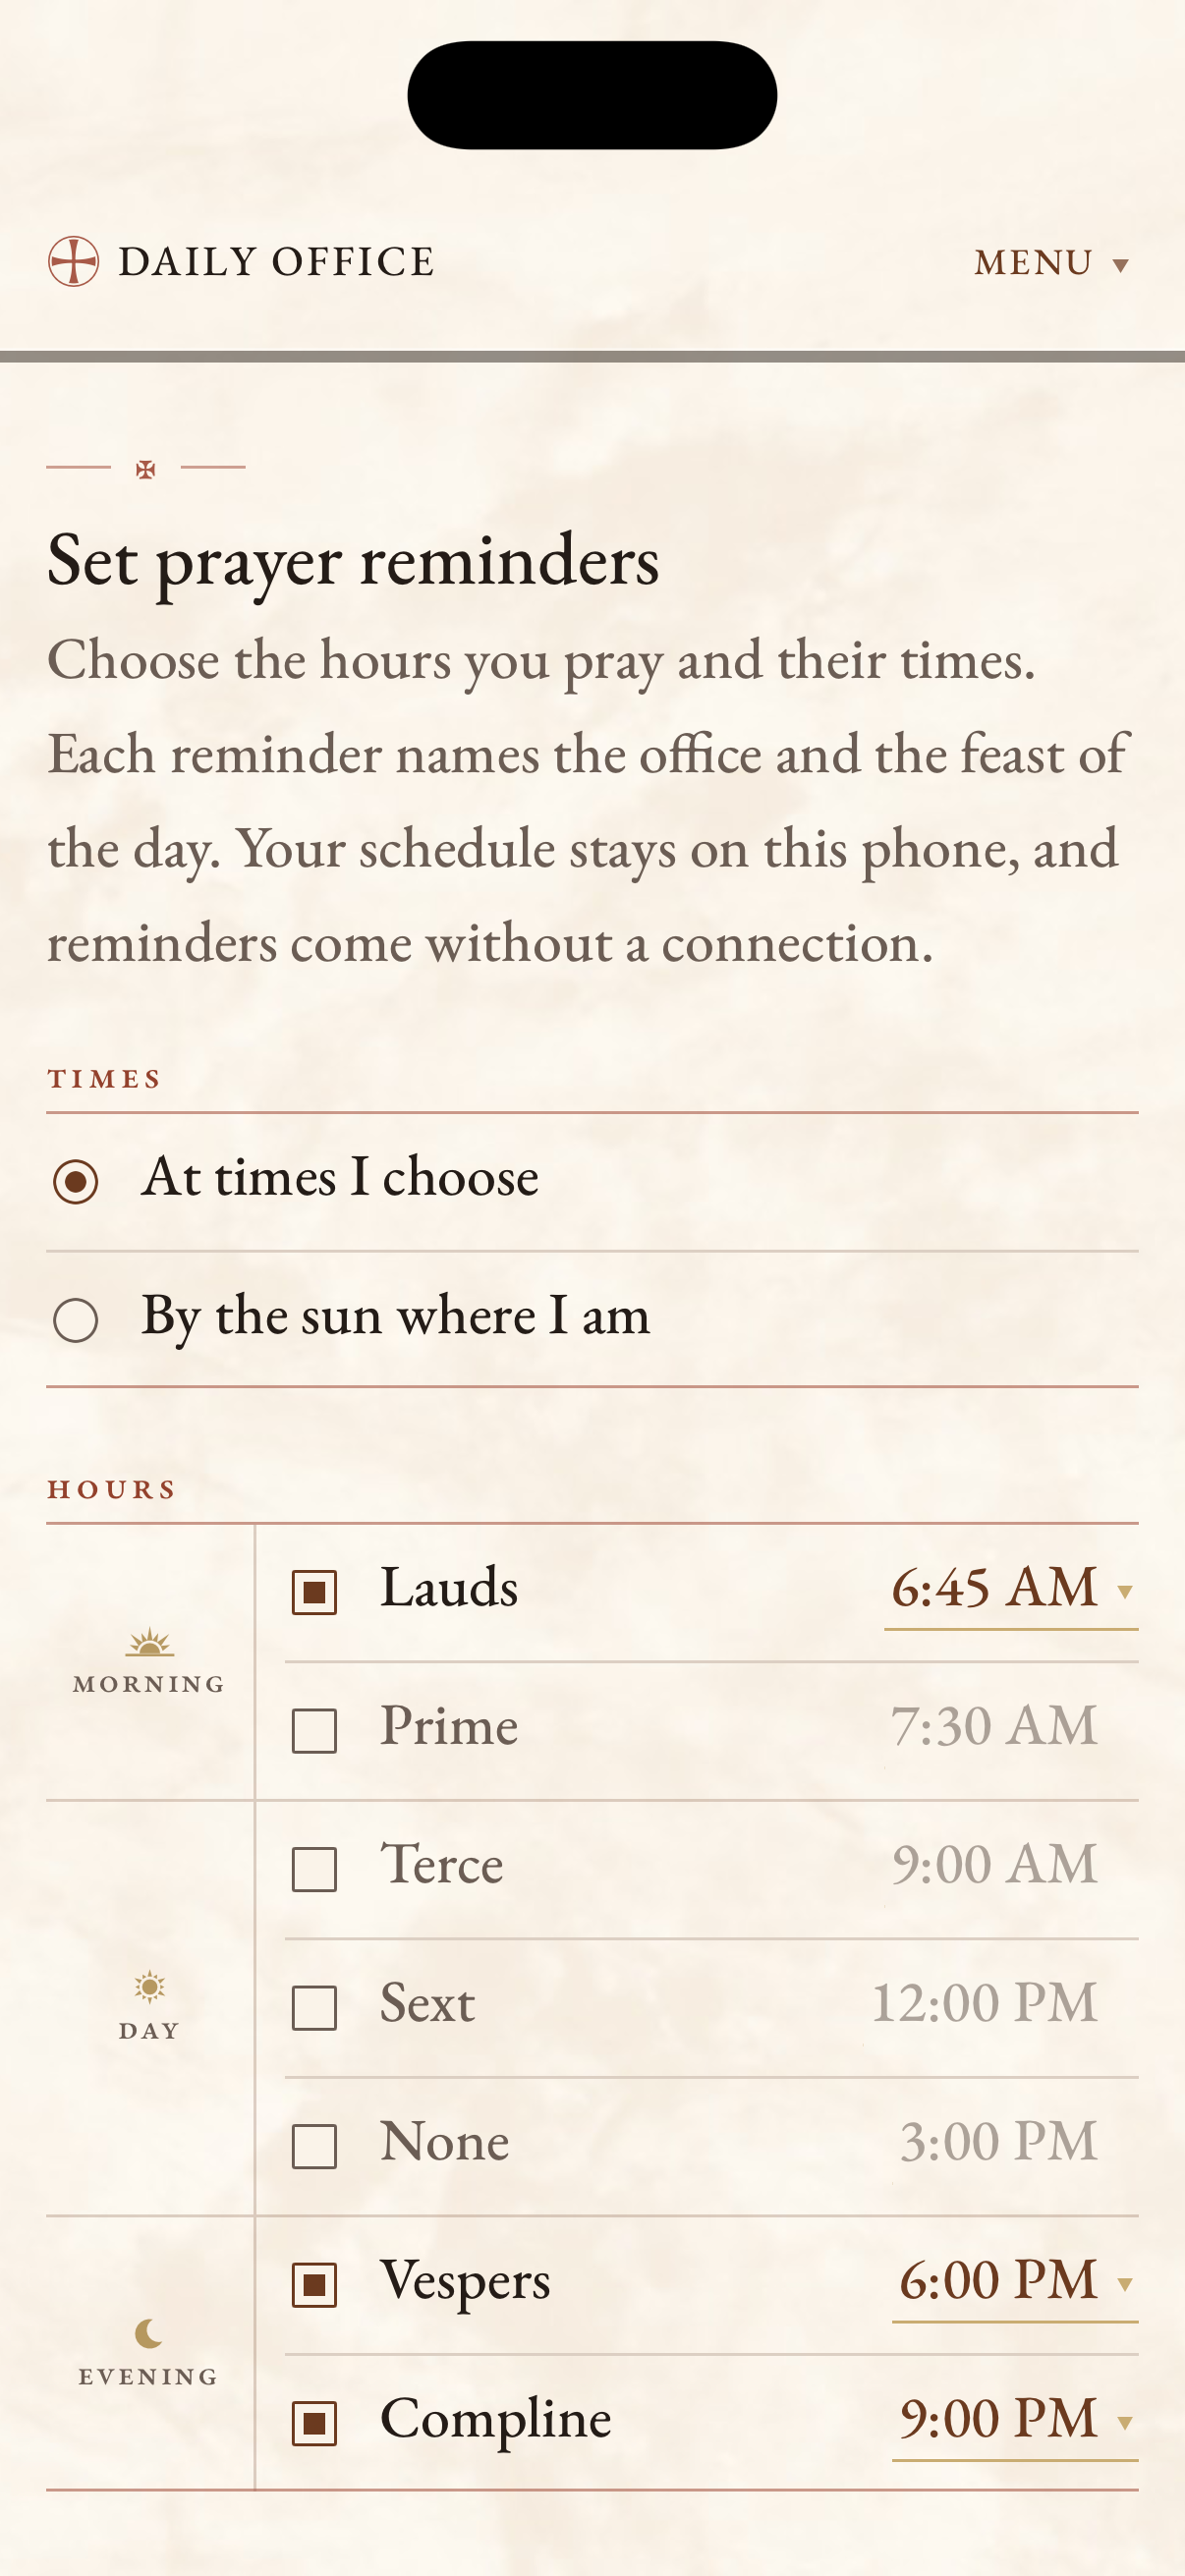 DAILY OFFICE
MENU ▼
Set prayer reminders
Choose the hours you pray and their times.
Each reminder names the office and the feast of
the day. Your schedule stays on this phone, and
reminders come without a connection.
TIMES
At times I choose
By the sun where I am
HOURS
MORNING
Lauds 6:45 AM ▼
Prime 7:30 AM
DAY
Terce 9:00 AM
Sext 12:00 PM
None 3:00 PM
EVENING
Vespers 6:00 PM ▼
Compline 9:00 PM ▼